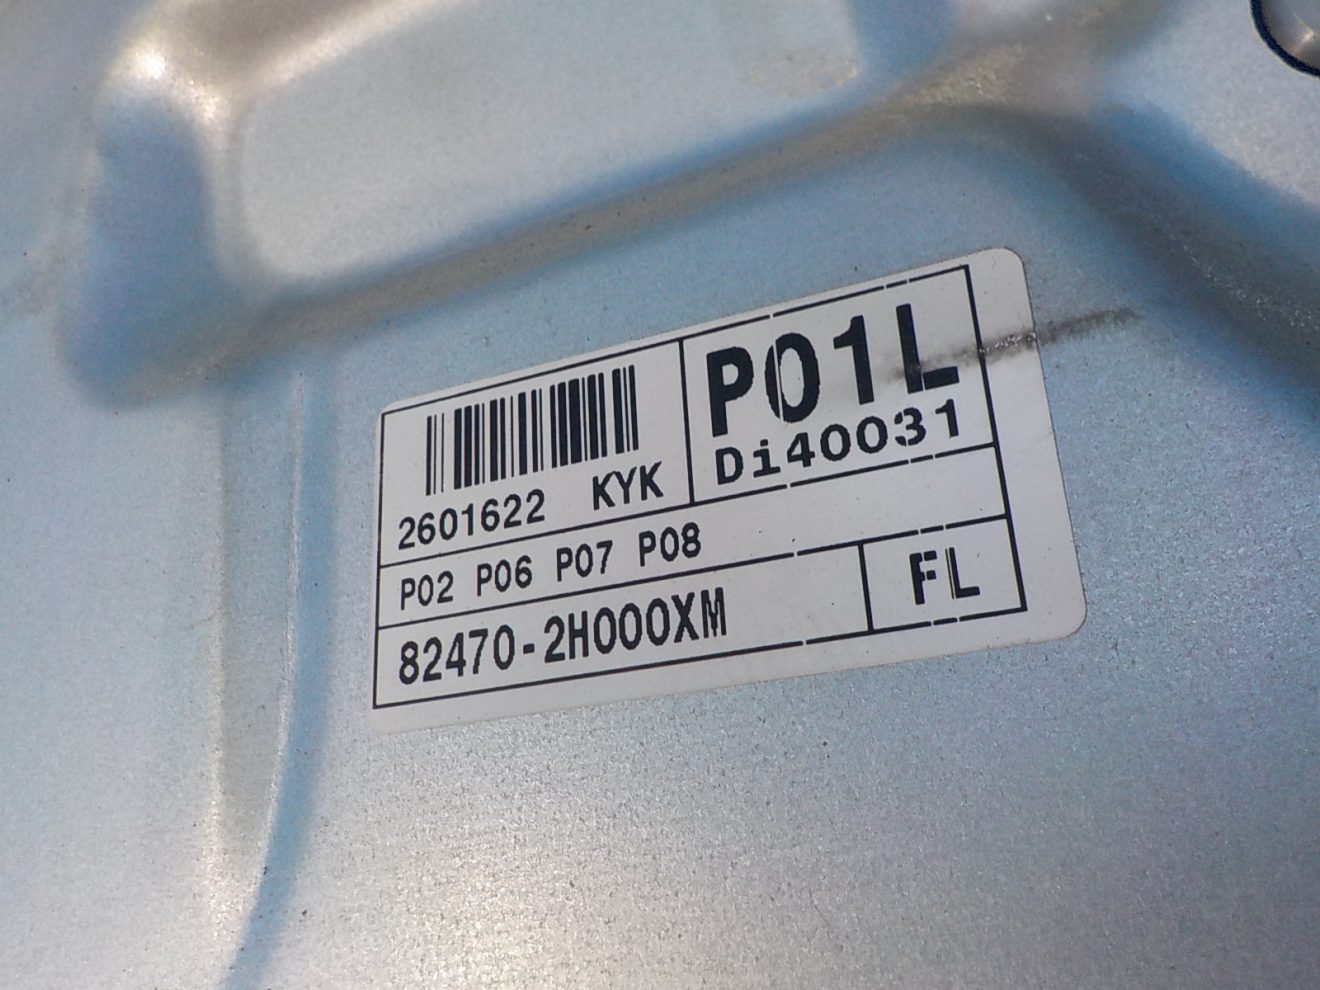 P01L
Di40031
2601622 KYK
P02 P06 P07 P08
82470-2H000XM
FL